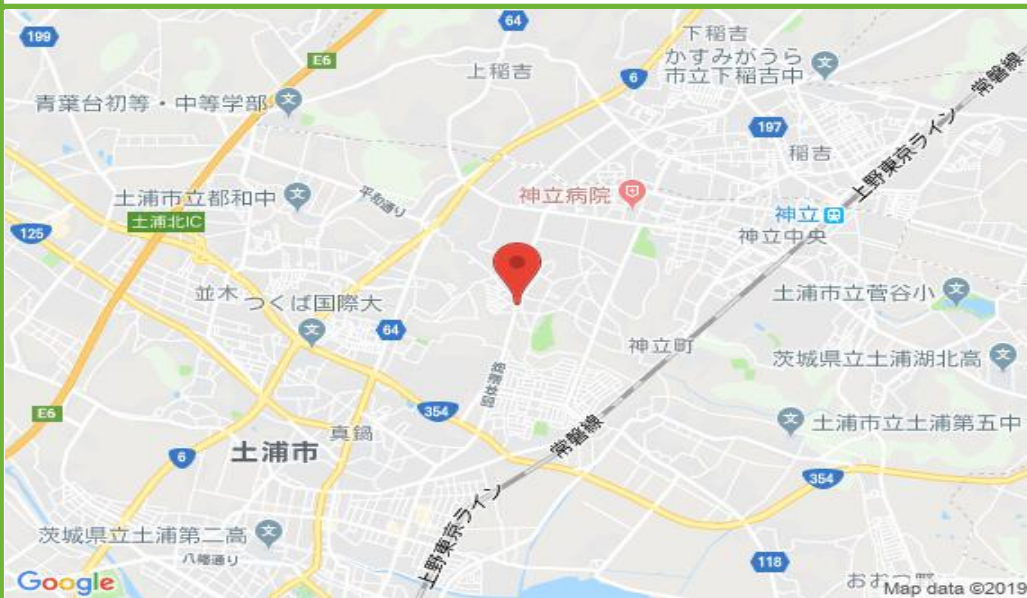 64
下稲吉
199
かすみがうら
市立下稲吉中
E6
上稲吉
6
常磐線
青葉台初等・中等学部
197
上野東京ライン
稲吉
土浦市立都和中
平和通り
神立病院
土浦北IC
神立
125
神立中央
並木
つくば国際大
土浦市立菅谷小
64
神立町
茨城県立土浦湖北高
354
E6
真鍋
土浦市立土浦第五中
常磐線
土浦市
6
354
上野東京ライン
茨城県立土浦第二高
八幡通り
118
Google
Map data ©2019